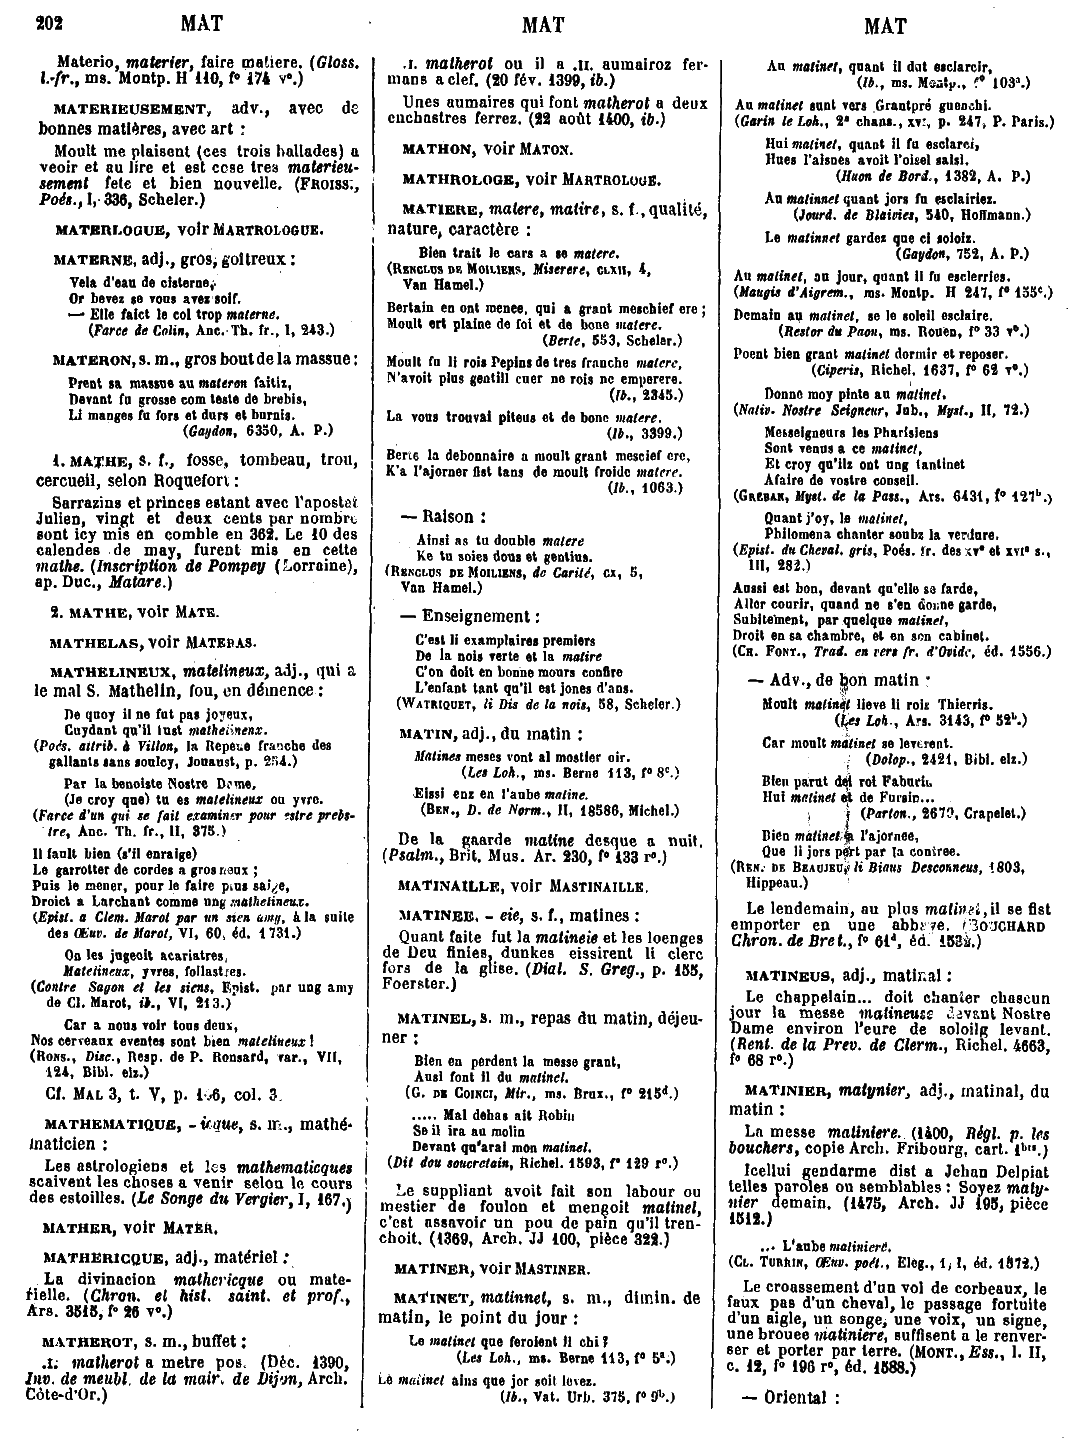 202 MAT MAT MAT
Materio, materier, faire matiere. (Gloss.
l.-fr., ms. Montp. H 110, f° 174 v°.)
MATERIEUSEMENT, adv., avec de
bonnes matières, avec art :
Moult me plaisent (ces trois ballades) a
veoir et au lire et est cose tres materieu-
sement fete et bien nouvelle. (FROISS.,
Poés., I, 336, Scheler.)
MATERLOGUE, voir MARTROLOGUE.
MATERNE, adj., gros, goîtreux :
Vela d'eau de cisterne,
Or bevez se vous avez soif.
— Elle faict le col trop materne.
(Farce de Colin, Anc. Th. fr., I, 243.)
MATERON, s. m., gros bout de la massue :
Prent sa massue au materon faitiz,
Devant fu grosse com teste de brebis,
Li manges fu fors et durs et burnis.
(Gaydon, 6350, A. P.)
1. MATHE, s. f., fosse, tombeau, trou,
cercueil, selon Roquefort :
Sarrazins et princes estant avec l'apostat
Julien, vingt et deux cents par nombre
sont icy mis en comble en 362. Le 10 des
calendes de may, furent mis en cette
mathe. (Inscription de Pompey (Lorraine),
ap. Duc., Matare.)
2. MATHE, voir MATE.
MATHELAS, voir MATERAS.
MATHELINEUX, matelineux, adj., qui a
le mal S. Mathelin, fou, en démence :
De quoy il ne fut pas joyeux,
Cuydant qu'il fust mathelineux.
(Poés. attrib. à Villon, la Repeue franche des
gallants sans soulcy, Jouaust, p. 254.)
Par la benoiste Nostre Dame,
(Je croy que) tu es matelineux ou yvre.
(Farce d'un qui se fait examiner pour estre prebs-
tre, Anc. Th. fr., II, 375.)
Il fault bien (s'il enraige)
Le garrotter de cordes a gros neux ;
Puis le mener, pour le faire plus saige,
Droict a Larchant comme ung mathelineux.
(Epist. a Clem. Marot par un sien amy, à la suite
des Œuv. de Marot, VI, 60, éd. 1731.)
On les jugeoit acariatres,
Matelineux, yvres, follastres.
(Contre Sagon et les siens, Epist. par ung amy
de Cl. Marot, ib., VI, 213.)
Car a nous voir tous deux,
Nos cerveaux eventes sont bien matelineux !
(RONS., Disc., Resp. de P. Ronsard, var., VII,
124, Bibl. elz.)
Cf. MAL 3, t. V, p. col. 3.
MATHEMATIQUE, - icque, s. m., mathé-
maticien :
Les astrologiens et les mathematicques
scaivent les choses a venir selon le cours
des estoilles. (Le Songe du Vergier, I, 167.)
MATHER, voir MATER.
MATHERICQUE, adj., matériel :
La divinacion mathericque ou mate-
rielle. (Chron. et hist. saint. et prof.,
Ars. 3515, f° 26 v°.)
MATHEROT, s. m., buffet :
.I. matherot a metre pos. (Déc. 1390,
Inv. de meubl. de la mair. de Dijon, Arch.
Côte-d'Or.)
.I. matherot ou il a .II. aumairoz fer-
mans a clef. (20 fév. 1399, ib.)
Unes aumaires qui font matherot a deux
enchastres ferrez. (22 août 1400, ib.)
MATHON, voir MATON.
MATHROLOGE, voir MARTROLOGE.
MATIERE, matere, matire, s. f., qualité,
nature, caractère :
Bien trait le cars a se matere.
(RENCLUS DE MOILIENS, Miserere, CLXII, 4,
Van Hamel.)
Bertain en ont menee, qui a grant meschief ere ;
Moult ert plaine de foi et de bone matere.
(Berte, 553, Scheler.)
Moult fu li rois Pepins de tres franche matere,
N'avoit plus gentill cuer ne rois ne emperere.
(Ib., 2345.)
La vous trouvai piteus et de bone matere.
(Ib., 3399.)
Berte la debonnaire a moult grant mescief ere,
K'a l'ajorner fist tans de moult froide matere.
(Ib., 1063.)
— Raison :
Ainsi as tu double matere
Ke tu soies dous et gentius.
(RENCLUS DE MOILIENS, de Carité, CX, 5,
Van Hamel.)
— Enseignement :
C'est li examplaires premiers
De la nois verte et la matire
C'on doit en bonne mours confire
L'enfant tant qu'il est jones d'ans.
(WATRIQUET, li Dis de la nois, 58, Scheler.)
MATIN, adj., du matin :
Matines meses vont al mostier oir.
(Les Loh., ms. Berne 113, f° 8c.)
Eissi enz en l'aube matine.
(BEN., D. de Norm., II, 18586, Michel.)
De la gaarde matine desque a nuit.
(Psalm., Brit. Mus. Ar. 230, f° 133 r°.)
MATINAILLE, voir MASTINAILLE.
MATINEE, - eie, s. f., matines :
Quant faite fut la matineie et les loenges
de Deu finies, dunkes eissirent li clerc
fors de la glise. (Dial. S. Greg., p. 155,
Foerster.)
MATINEL, s. m., repas du matin, déjeu-
ner :
Bien en perdent la messe grant,
Ausi font il du matinel.
(G. DE COINCI, Mir., ms. Brux., f° 215d.)
..... Mal dehas ait Robin
Se il ira au molin
Devant qu'arai mon matinel.
(Dit dou soucretain, Richel. 1593, f° 129 r°.)
Le suppliant avoit fait son labour ou
mestier de foulon et mengoit matinel,
c'est assavoir un pou de pain qu'il tren-
choit. (1369, Arch. JJ 100, pièce 322.)
MATINER, voir MASTINER.
MATINET, matinnet, s. m., dimin. de
matin, le point du jour :
Le matinet que feroient il chi ?
(Les Loh., ms. Berne 113, f° 5a.)
Le matinet ains que jor soit levez.
(Ib., Vat. Urb. 375, f° 9b.)
Au matinet, quant il dut esclarcir,
(Ib., ms. Montp., f° 103a.)
Au matinet sunt vers Grantpré guenchi.
(Garin le Loh., 2e chans., XVI, p. 247, P. Paris.)
Hui matinet, quant il fu esclarci,
Hues l'aisnes avoit l'oisel saisi.
(Huon de Bord., 1382, A. P.)
Au matinnet quant jors fu esclairiez.
(Jourd. de Blaivies, 540, Hoffmann.)
Le matinnet gardez que ci soloiz.
(Gaydon, 752, A. P.)
Au matinet, au jour, quant il fu esclerries.
(Maugis d'Aigrem., ms. Montp. H 247, f° 155c.)
Demain au matinet, se le soleil esclaire.
(Restor du Paon, ms. Rouen, f° 33 v°.)
Poent bien grant matinet dormir et reposer.
(Ciperis, Richel. 1637, f° 62 v°.)
Donne moy pinte au matinet.
(Nativ. Nostre Seigneur, Jub., Myst., II, 72.)
Messeigneurs les Pharisiens
Sont venus a ce matinet,
Et croy qu'ilz ont ung tantinet
Afaire de vostre conseil.
(GREBAN, Myst. de la Pass., Ars. 6431, f° 127b.)
Quant j'oy, le matinet,
Philomena chanter soubz la verdure.
(Epist. du Cheval. gris, Poés. fr. des XVe et XVIe s.,
III, 282.)
Aussi est bon, devant qu'elle se farde,
Aller courir, quand ne s'en donne garde,
Subitement, par quelque matinet,
Droit en sa chambre, et en son cabinet.
(CH. FONT., Trad. en vers fr. d'Ovide, éd. 1556.)
— Adv., de bon matin :
Moult matinet lieve li roiz Thierris.
(Les Loh., Ars. 3143, f° 52b.)
Car moult matinet se leverent.
(Dolop., 2421, Bibl. elz.)
Bien parut del roi Fabunt
Hui matinet et de Fursin...
(Parton., 2679, Crapelet.)
Bien matinet a l'ajornee,
Que li jors pert par la contree.
(REN. DE BEAUJEU, li Biaus Desconneus, 1803,
Hippeau.)
Le lendemain, au plus matinet, il se fist
emporter en une abbaye. (BOUCHARD
Chron. de Bret., f° 61d, éd. 1532.)
MATINEUS, adj., matinal :
Le chappelain... doit chanter chascun
jour la messe matineuse devant Nostre
Dame environ l'eure de soloilg levant.
(Rent. de la Prev. de Clerm., Richel. 4663,
f° 68 r°.)
MATINIER, matynier, adj., matinal, du
matin :
La messe matiniere. (1400, Régl. p. les
bouchers, copie Arch. Fribourg, cart. 1bis.)
Icellui gendarme dist a Jehan Delpiat
telles paroles ou semblables : Soyez maty-
nier demain. (1475, Arch. JJ 195, pièce
1512.)
... L'aube matiniere.
(CL. TURRIN, Œuv. poét., Eleg., I, I, éd. 1572.)
Le croassement d'un vol de corbeaux, le
faux pas d'un cheval, le passage fortuite
d'un aigle, un songe, une voix, un signe,
une brouee matiniere, suffisent a le renver-
ser et porter par terre. (MONT., Ess., l. II,
c. 12, f° 196 r°, éd. 1588.)
— Oriental :